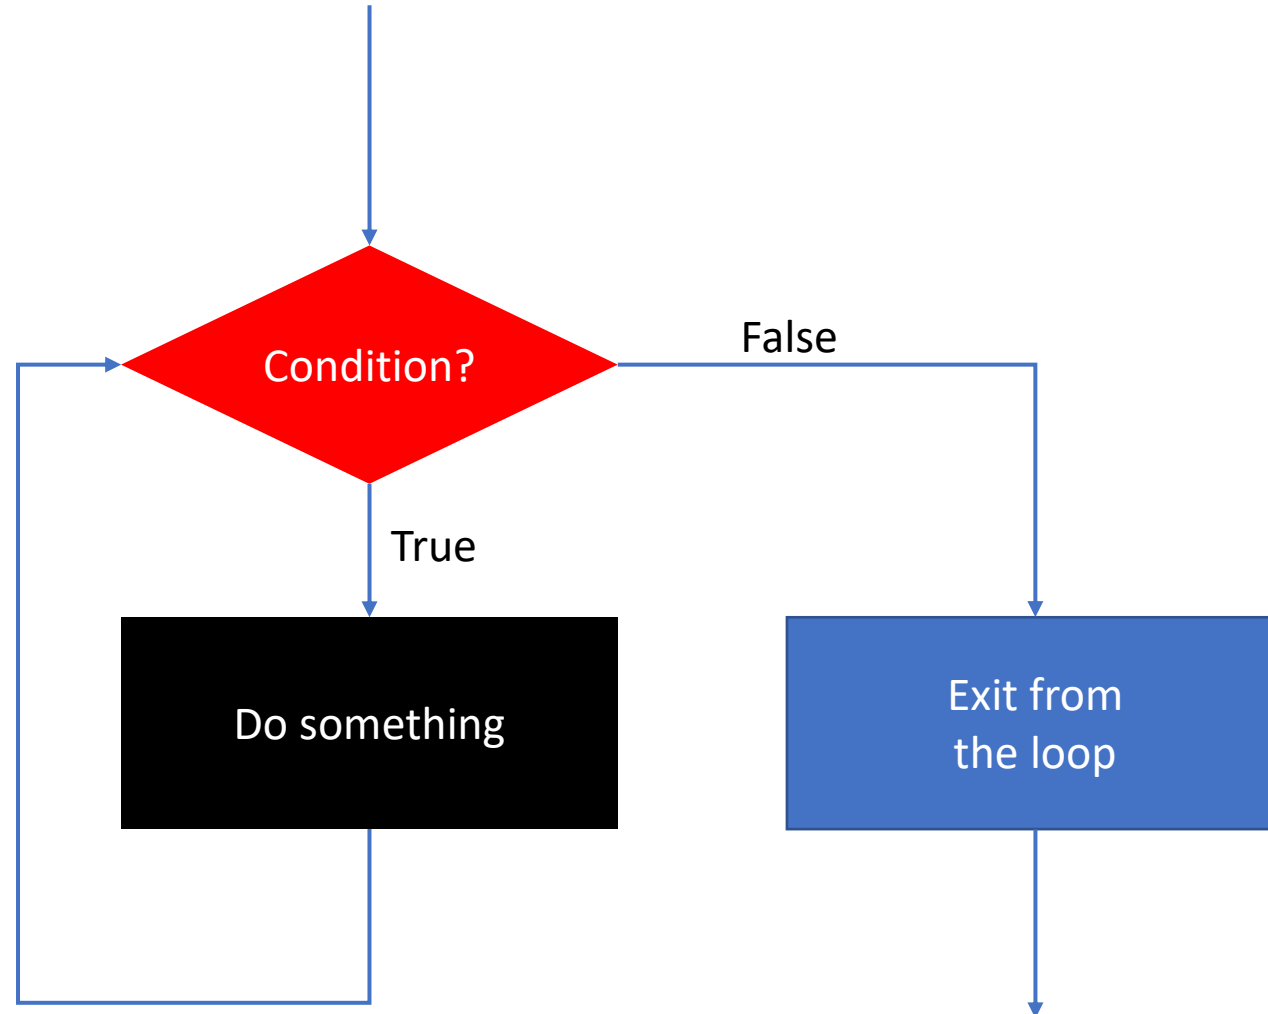 Condition?
False
True
Do something
Exit from
the loop